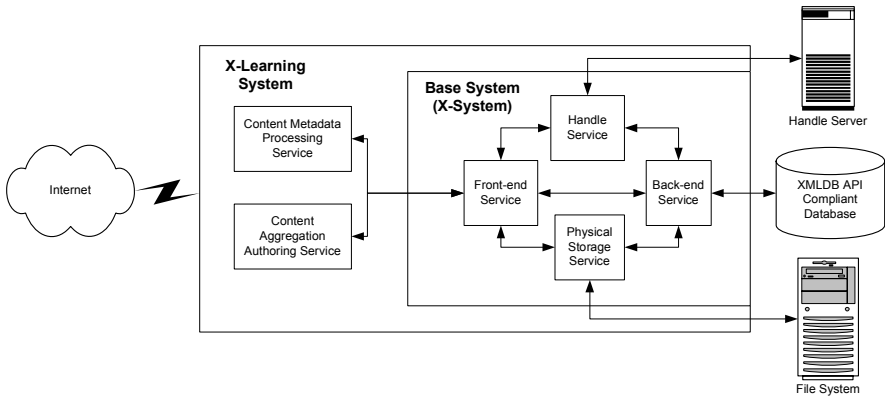 X-Learning
System
Base System
(X-System)
Content Metadata
Processing
Service
Content
Aggregation
Authoring Service
Internet
Handle
Service
Front-end
Service
Back-end
Service
Physical
Storage
Service
Handle Server
XMLDB API
Compliant
Database
File System